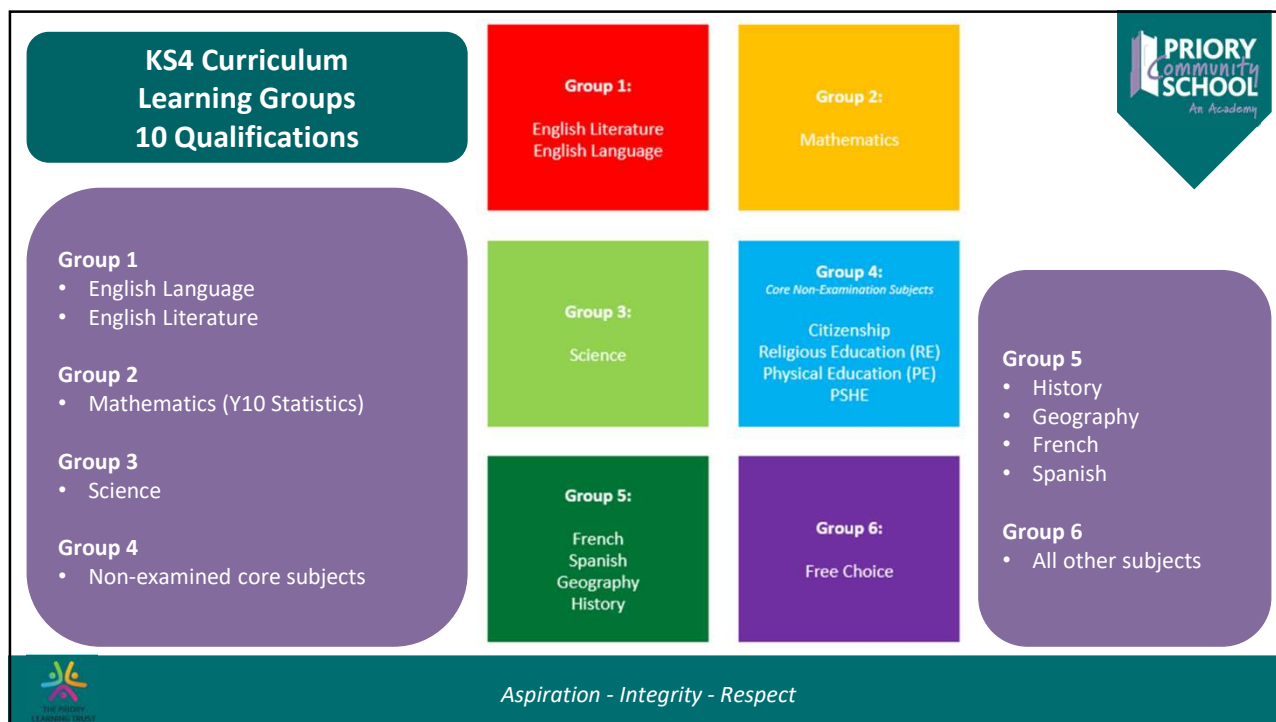 KS4 Curriculum
Learning Groups
10 Qualifications
Group 1
• English Language
• English Literature
Group 2
• Mathematics (Y10 Statistics)
Group 3
• Science
Group 4
• Non-examined core subjects
Group 1:
English Literature
English Language
Group 2:
Mathematics
Group 3:
Science
Group 4:
Core Non-Examination Subjects
Citizenship
Religious Education (RE)
Physical Education (PE)
PSHE
Group 5:
French
Spanish
Geography
History
Group 6:
Free Choice
PRIORY
Community
SCHOOL
An Academy
Group 5
• History
• Geography
• French
• Spanish
Group 6
• All other subjects
THE PRIORY
LEARNING TRUST
Aspiration - Integrity - Respect